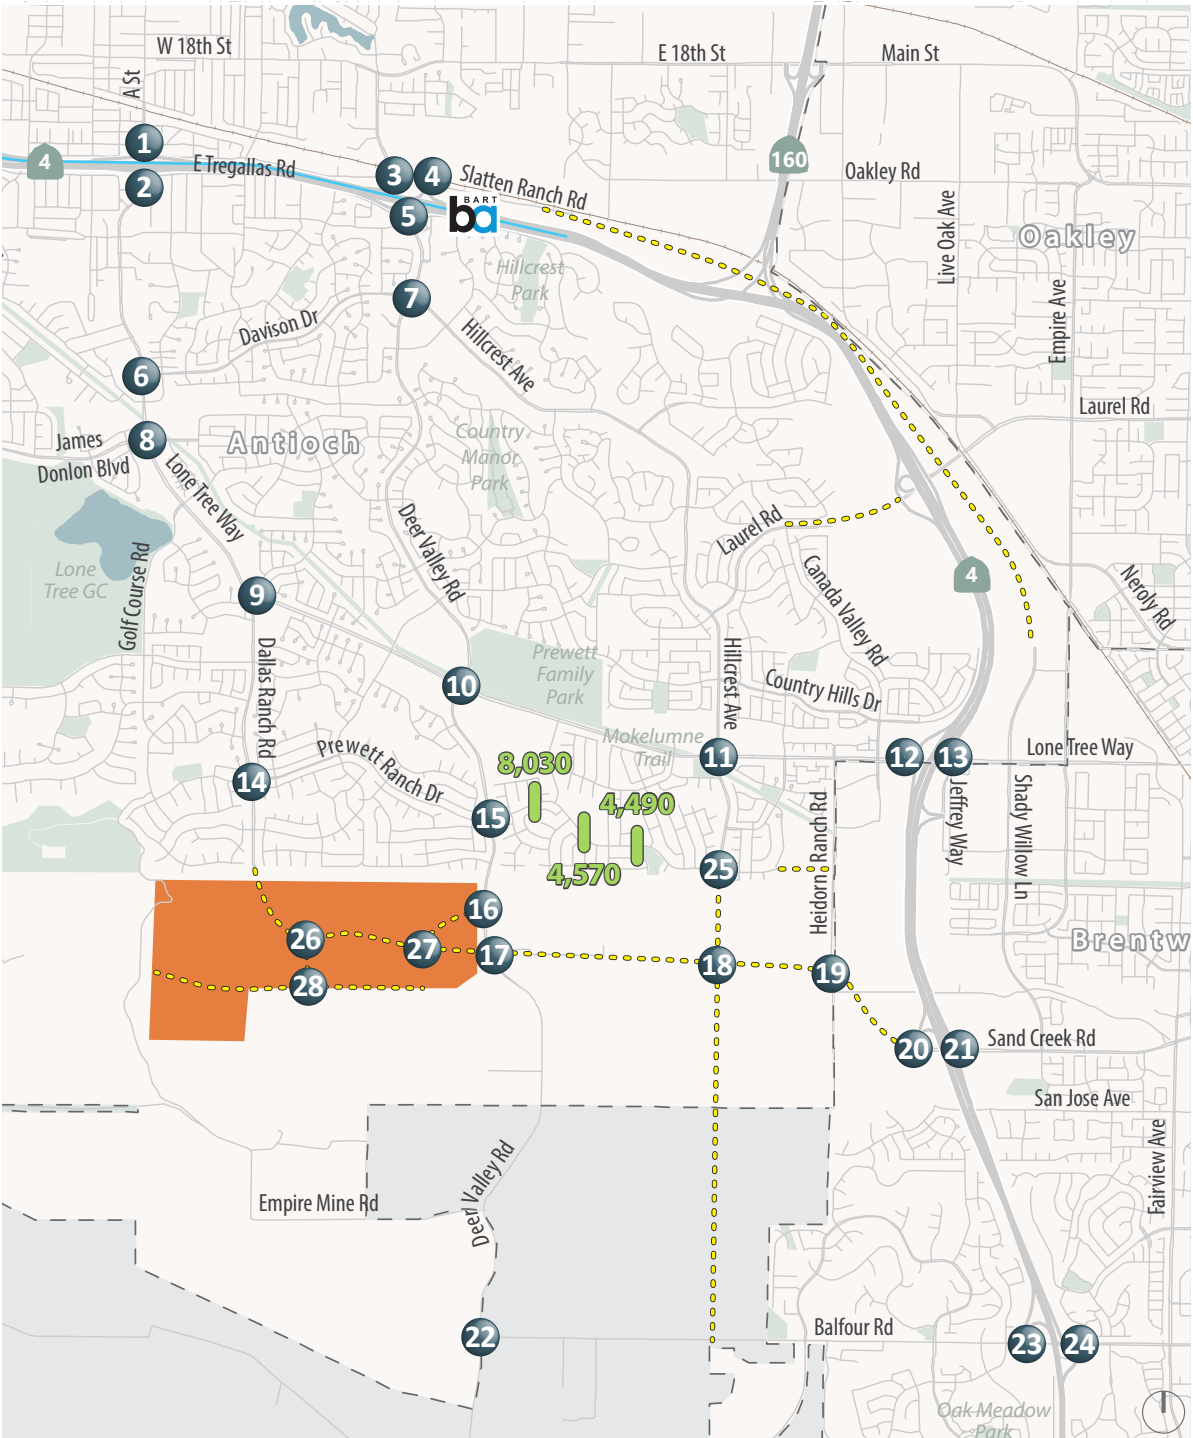 W 18th St
E 18th St
Main St
A St
1
4
E Tregallas Rd
2
3
4
Slatten Ranch Rd
160
Oakley Rd
BART
ba
5
Live Oak Ave
Oakley
Hillcrest
Park
7
Empire Ave
Davison Dr
Hillcrest Ave
6
Laurel Rd
James
Donlon Blvd
8
Antioch
Country
Manor
Park
Lone Tree Way
Deer Valley Rd
Laurel Rd
Lone
Tree GC
Golf Course Rd
9
Canada Valley Rd
4
Neroly Rd
Dallas Ranch Rd
Prewett
Family
Park
10
Hillcrest Ave
Country Hills Dr
Prewett Ranch Dr
Mokelumne
Trail
11
12
13
Lone Tree Way
8,030
14
4,490
15
Heidorn Ranch Rd
Jeffrey Way
Shady Willow Ln
4,570
25
16
26
27
17
18
19
Brentw
28
20
21
Sand Creek Rd
San Jose Ave
Deer Valley Rd
Fairview Ave
Empire Mine Rd
22
Balfour Rd
23
24
Oak Meadow
Park